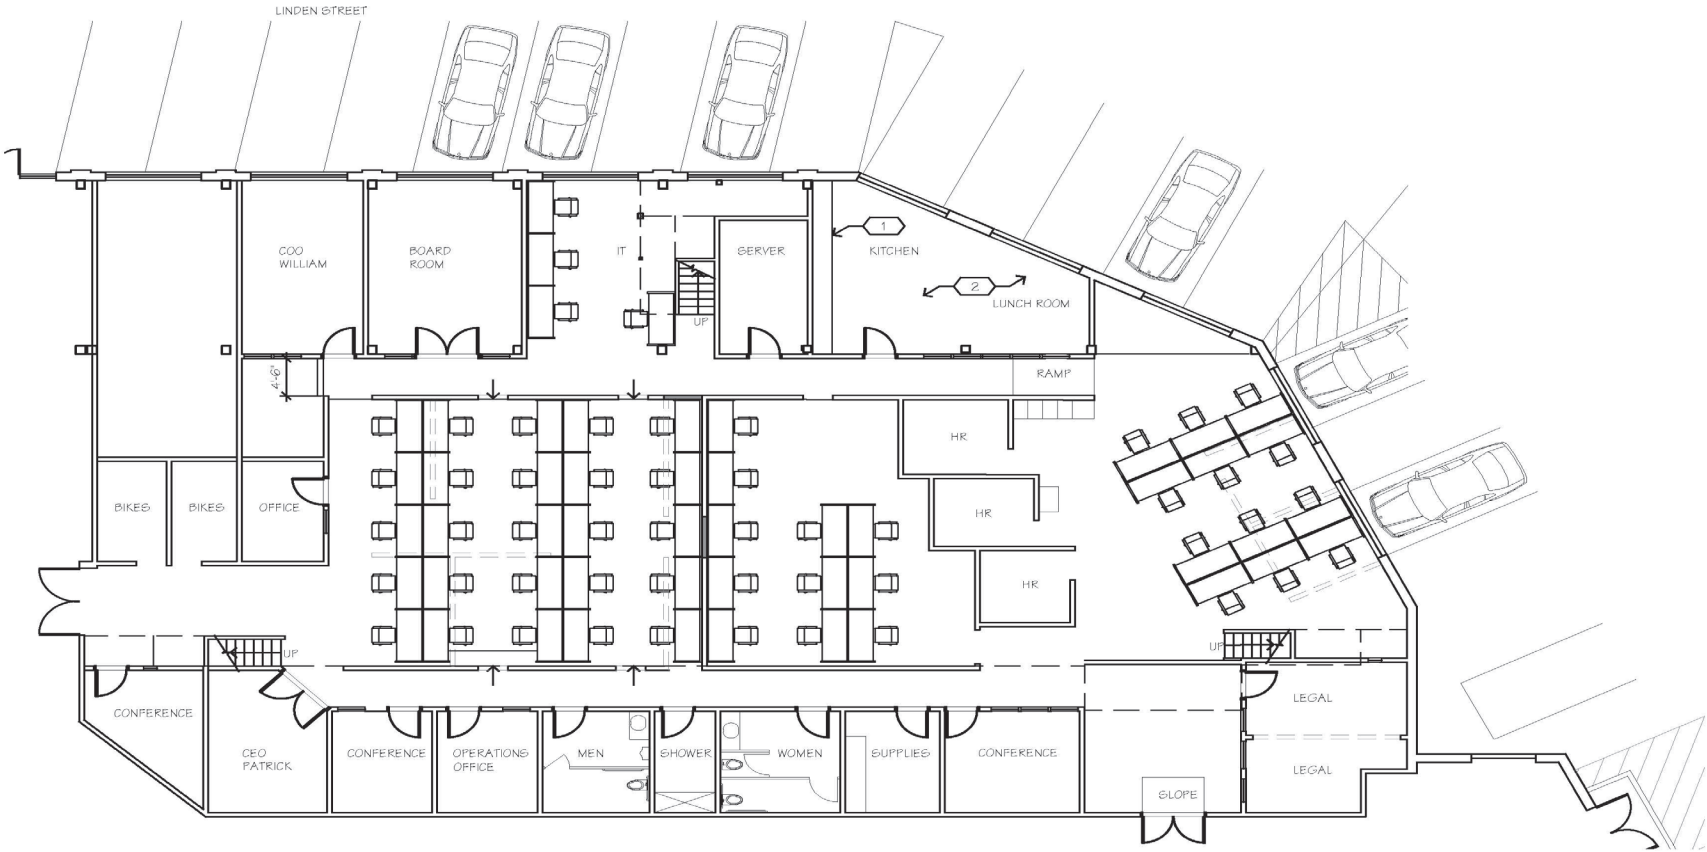 LINDEN STREET
1
COO
WILLIAM
BOARD
ROOM
IT
SERVER
KITCHEN
2
LUNCH ROOM
UP
4'-6"
RAMP
HR
BIKES
BIKES
OFFICE
HR
HR
UP
UP
CONFERENCE
LEGAL
CEO
PATRICK
CONFERENCE
OPERATIONS
OFFICE
MEN
SHOWER
WOMEN
SUPPLIES
CONFERENCE
LEGAL
SLOPE